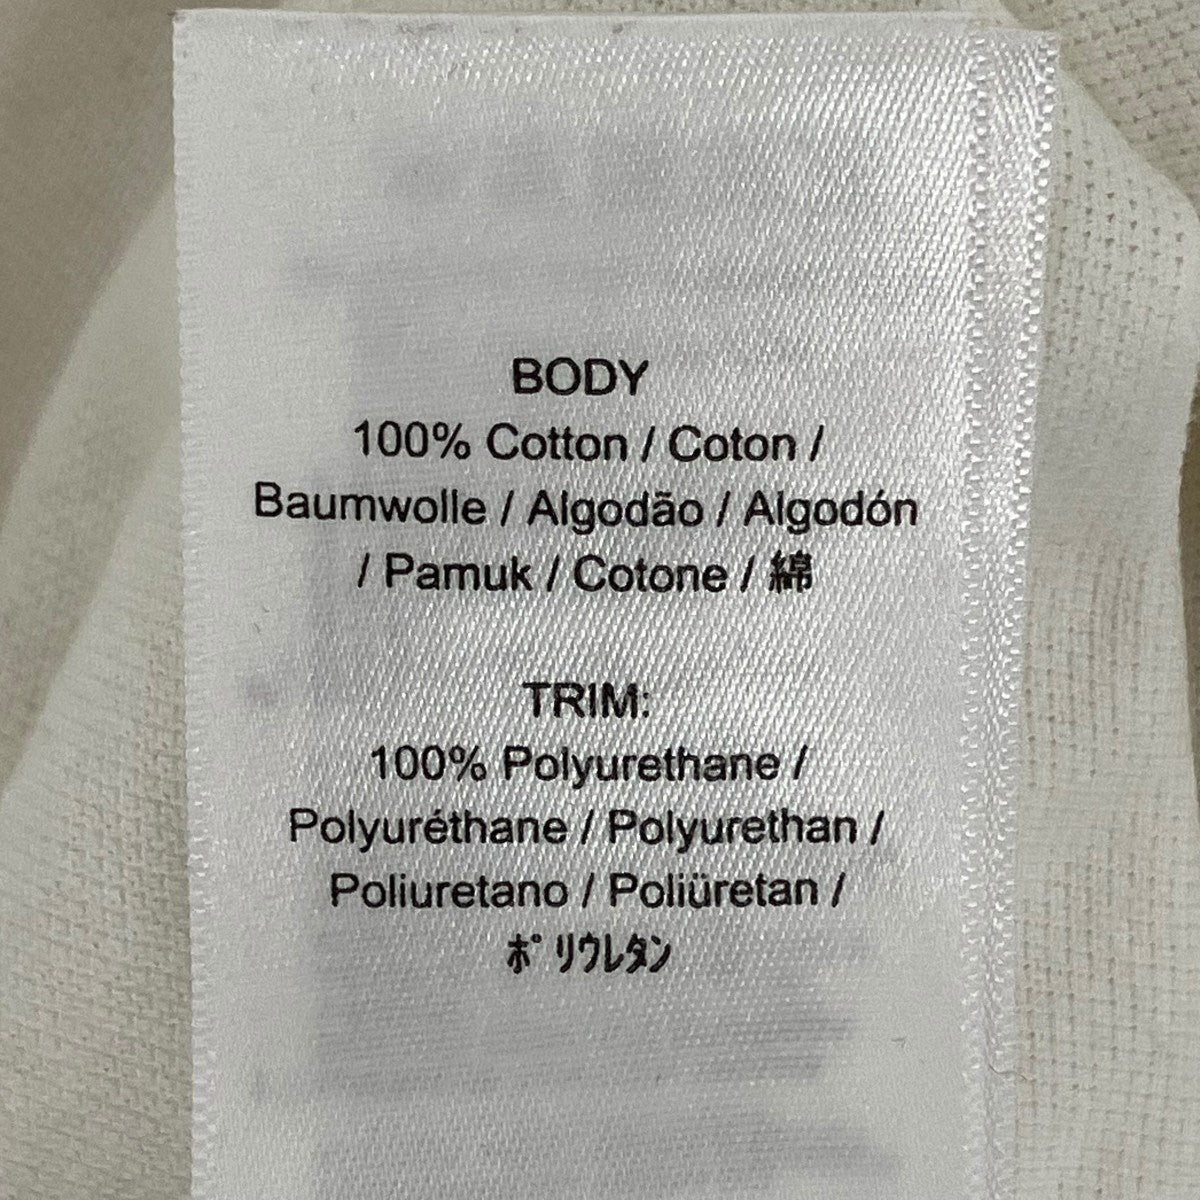 BODY
100% Cotton / Coton /
Baumwolle / Algodão / Algodón
/ Pamuk / Cotone / 綿
TRIM:
100% Polyurethane /
Polyuréthane / Polyurethan /
Poliuretano / Poliüretan /
ﾎﾟﾘｳﾚﾀﾝ